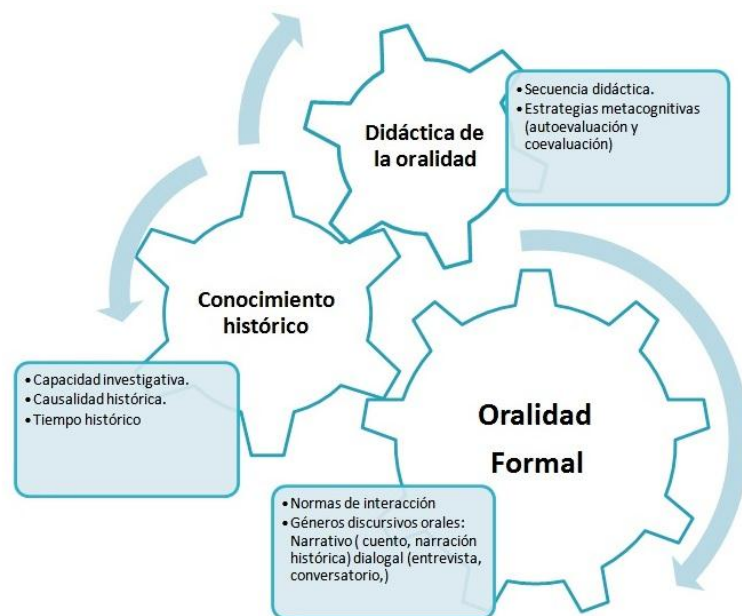 Didáctica de
la oralidad
• Secuencia didáctica.
• Estrategias metacognitivas
(autoevaluación y
coevaluación)
Conocimiento
histórico
• Capacidad investigativa.
• Causalidad histórica.
• Tiempo histórico
Oralidad
Formal
• Normas de interacción
• Géneros discursivos orales:
Narrativo ( cuento, narración
histórica) dialogal (entrevista,
conversatorio,)